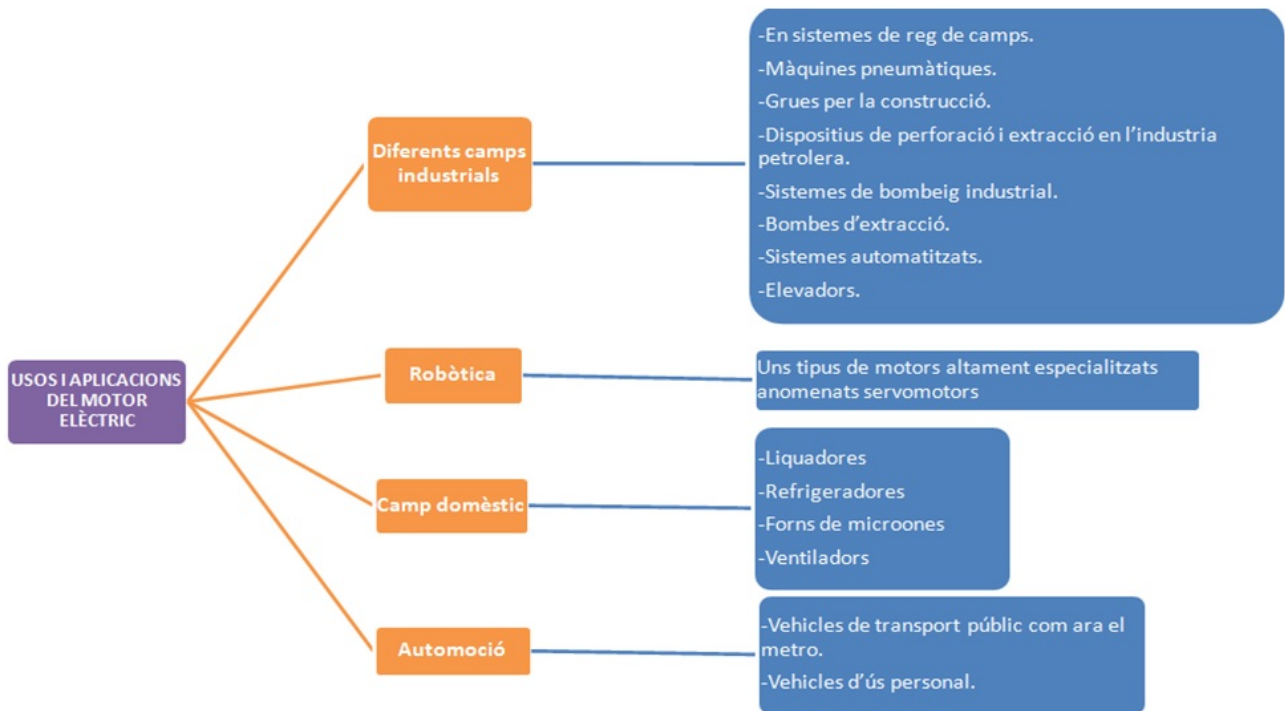 USOS I APLICACIONS
DEL MOTOR
ELÈCTRIC
Diferents camps
industrials
-En sistemes de reg de camps.
-Màquines pneumàtiques.
-Grues per la construcció.
-Dispositius de perforació i extracció en l'industria
petrolera.
-Sistemes de bombeig industrial.
-Bombes d'extracció.
-Sistemes automatitzats.
-Elevadors.
Robòtica
Uns tipus de motors altament especialitzats
anomenats servomotors
Camp domèstic
-Liquadores
-Refrigeradores
-Forns de microones
-Ventiladors
Automoció
-Vehicles de transport públic com ara el
metro.
-Vehicles d'ús personal.